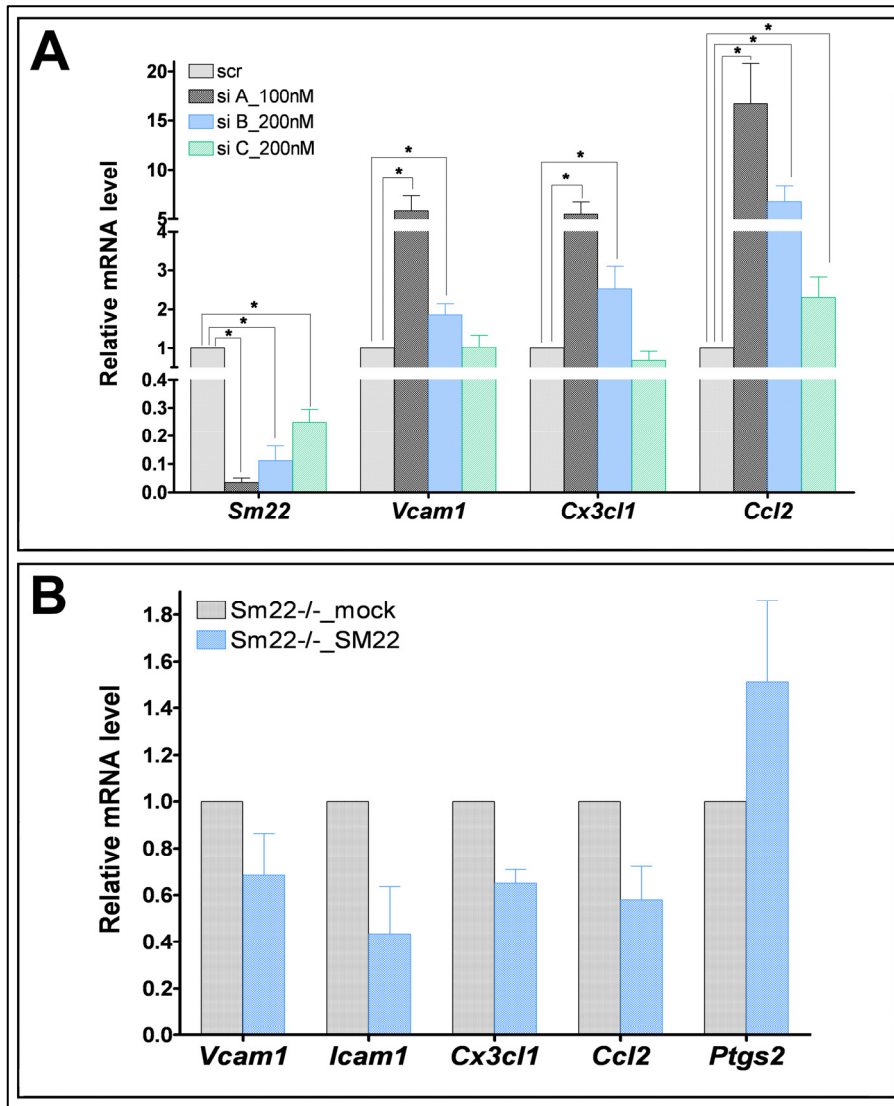 A
scr
si A_100nM
si B_200nM
si C_200nM
Relative mRNA level
20
15
10
5
4
3
2
1
0.4
0.3
0.2
0.1
0.0
* * *
* *
* *
* * *
Sm22 Vcam1 Cx3cl1 Ccl2
B
Sm22-/-_mock
Sm22-/-_SM22
Relative mRNA level
1.8
1.6
1.4
1.2
1.0
0.8
0.6
0.4
0.2
0.0
Vcam1 Icam1 Cx3cl1 Ccl2 Ptgs2